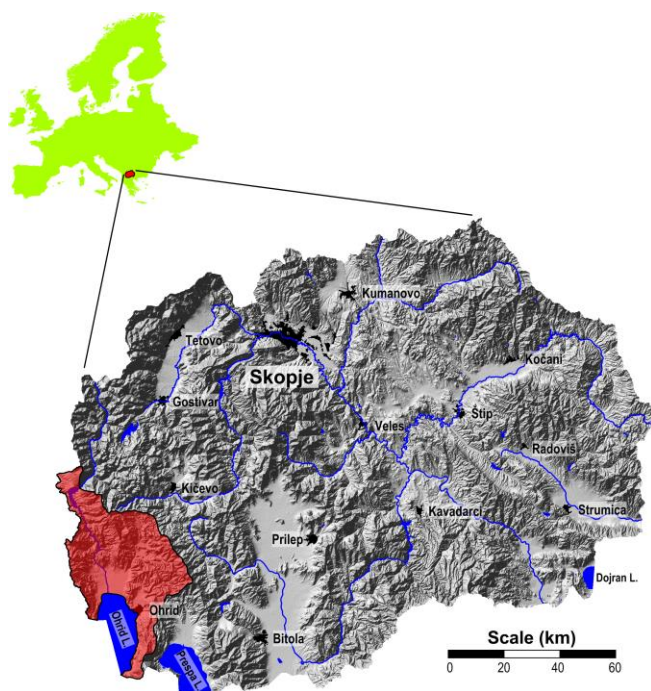 Kumanovo
Tetovo
Skopje
Kočani
Gostivar
Štip
Veles
Radoviš
Kičevo
Kavadarci
Strumica
Prilep
Dojran L.
Ohrid
Ohrid L.
Bitola
Prespa L.
Scale (km)
0 20 40 60